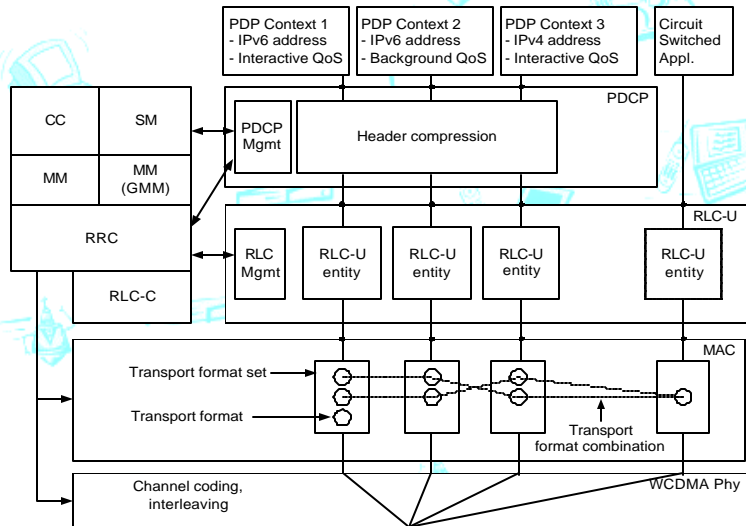 PDP Context 1
- IPv6 address
- Interactive QoS
PDP Context 2
- IPv6 address
- Background QoS
PDP Context 3
- IPv4 address
- Interactive QoS
Circuit
Switched
Appl.
PDCP
CC
SM
PDCP
Mgmt
Header compression
MM
MM
(GMM)
RRC
RLC-U
RLC
Mgmt
RLC-U
entity
RLC-U
entity
RLC-U
entity
RLC-U
entity
RLC-C
MAC
Transport format set
Transport format
Transport
format combination
Channel coding,
interleaving
WCDMA Phy